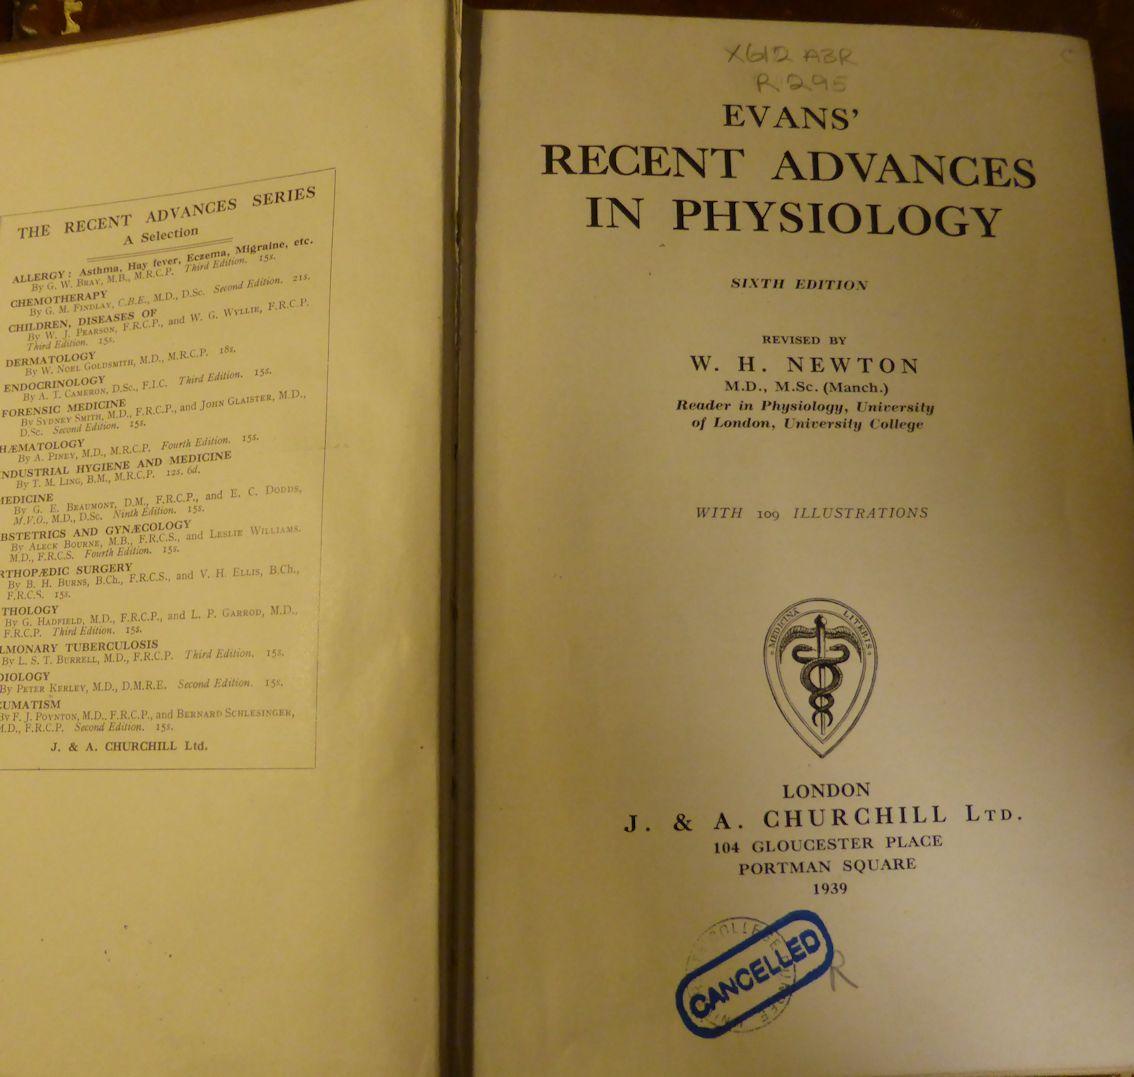 THE RECENT ADVANCES SERIES
A Selection
ALLERGY: Asthma, Hay fever, Eczema, Migraine, etc.
By G. W. BRAY, M.B., M.R.C.P. Third Edition. 15s.
CHEMOTHERAPY
By G. M. FINDLAY, C.B.E., M.D., D.Sc. Second Edition. 21s.
CHILDREN, DISEASES OF
By W. J. PEARSON, F.R.C.P., and W. G. WYLLIE, F.R.C.P.
Third Edition. 15s.
DERMATOLOGY
By W. NOEL GOLDSMITH, M.D., M.R.C.P. 18s.
ENDOCRINOLOGY
By A. T. CAMERON, D.Sc., F.I.C. Third Edition. 15s.
FORENSIC MEDICINE
By SYDNEY SMITH, M.D., F.R.C.P., and JOHN GLAISTER, M.D.,
D.Sc. Second Edition. 15s.
HÆMATOLOGY
By A. PINEY, M.D., M.R.C.P. Fourth Edition. 15s.
NDUSTRIAL HYGIENE AND MEDICINE
By T. M. LING, B.M., M.R.C.P. 12s. 6d.
MEDICINE
By G. E. BEAUMONT, D.M., F.R.C.P., and E. C. DODDS,
M.V.O., M.D., D.Sc. Ninth Edition. 15s.
BSTETRICS AND GYNÆCOLOGY
By ALECK BOURNE, M.B., F.R.C.S., and LESLIE WILLIAMS.
M.D., F.R.C.S. Fourth Edition. 15s.
RTHOPÆDIC SURGERY
By B. H. BURNS, B.Ch., F.R.C.S., and V. H. ELLIS, B.Ch.,
F.R.C.S. 15s.
THOLOGY
By G. HADFIELD, M.D., F.R.C.P., and L. P. GARROD, M.D.,
F.R.C.P. Third Edition. 15s.
LMONARY TUBERCULOSIS
By L. S. T. BURRELL, M.D., F.R.C.P. Third Edition. 15s.
DIOLOGY
By PETER KERLEY, M.D., D.M.R.E. Second Edition. 15s.
EUMATISM
By F. J. POYNTON, M.D., F.R.C.P., and BERNARD SCHLESINGER,
M.D., F.R.C.P. Second Edition. 15s.
J. & A. CHURCHILL Ltd.
X612 ABR
R295
EVANS'
RECENT ADVANCES
IN PHYSIOLOGY
SIXTH EDITION
REVISED BY
W. H. NEWTON
M.D., M.Sc. (Manch.)
Reader in Physiology, University
of London, University College
WITH 109 ILLUSTRATIONS
MEDICINÆ LITERIS
LONDON
J. & A. CHURCHILL LTD.
104 GLOUCESTER PLACE
PORTMAN SQUARE
1939
CANCELLED
R